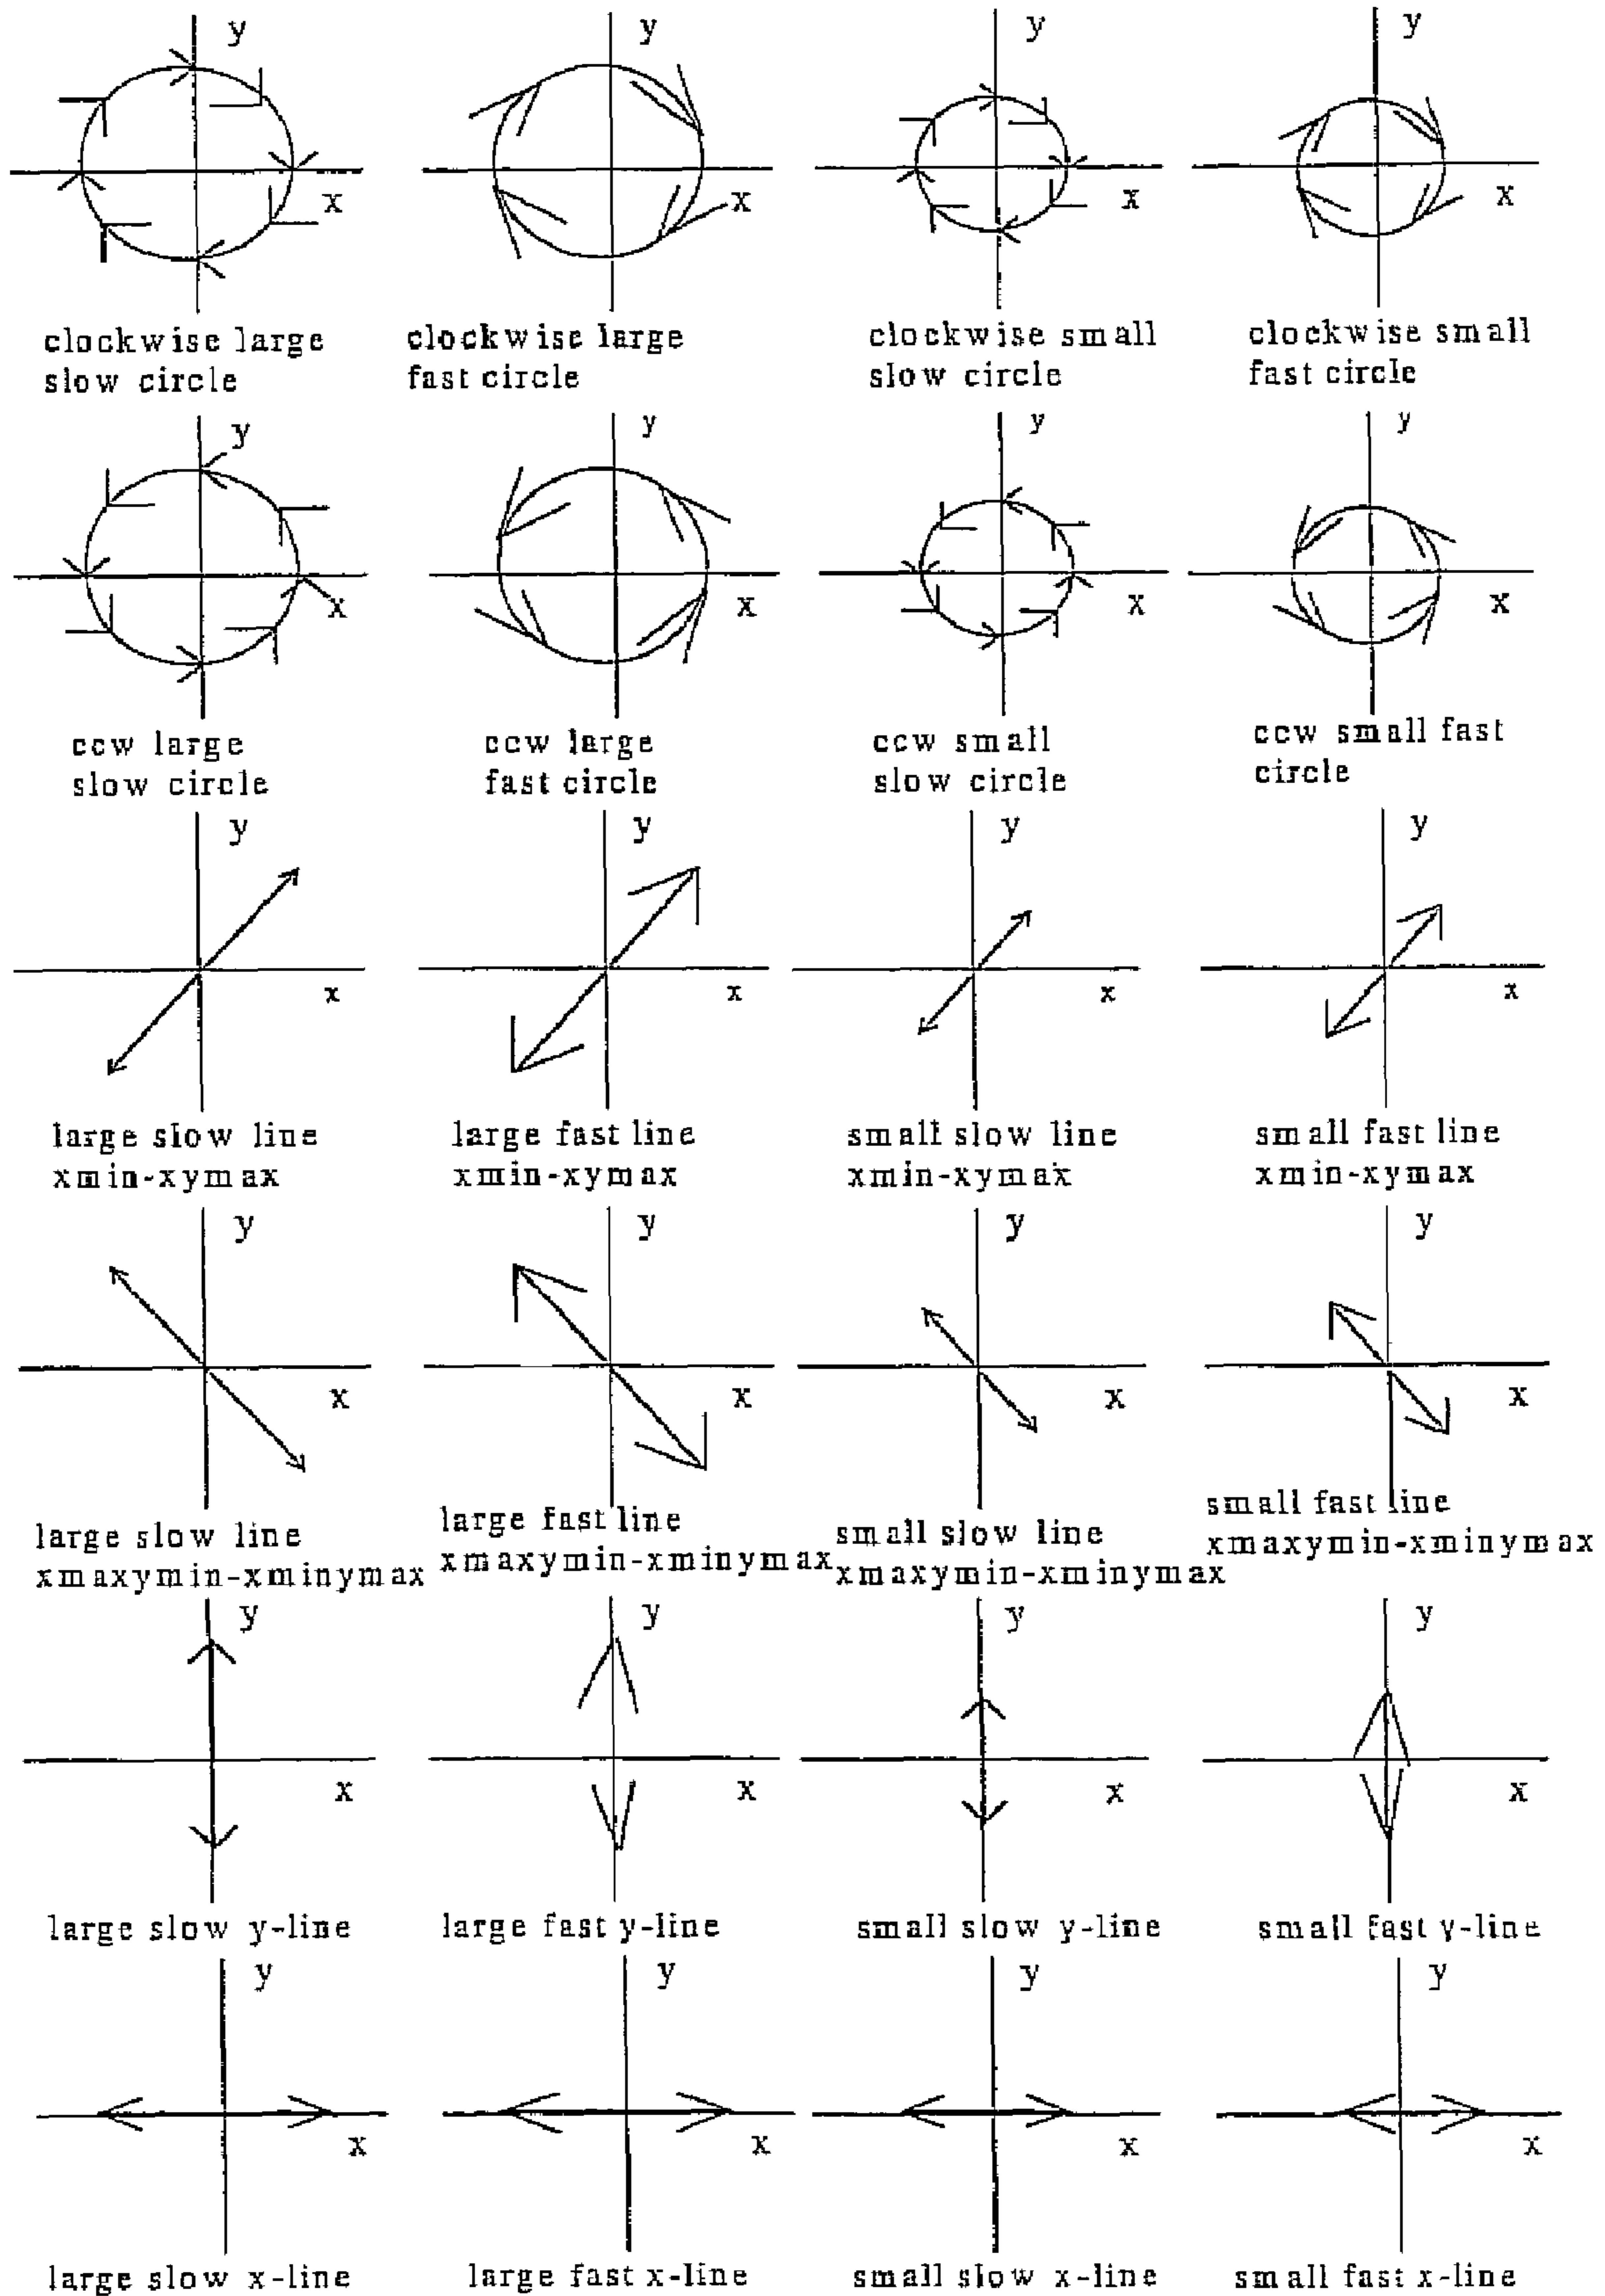 y y y y
x x x x
clockwise large
slow circle
clockwise large
fast circle
clockwise small
slow circle
clockwise small
fast circle
y y y y
x x x x
ccw large
slow circle
ccw large
fast circle
ccw small
slow circle
ccw small fast
circle
y y y y
x x x x
large slow line
xmin-xymax
large fast line
xmin-xymax
small slow line
xmin-xymax
small fast line
xmin-xymax
y y y y
x x x x
large slow line
xmaxymin-xminymax
large fast line
xmaxymin-xminymax
small slow line
xmaxymin-xminymax
small fast line
xmaxymin-xminymax
y y y y
x x x x
large slow y-line
large fast y-line
small slow y-line
small fast y-line
y y y y
x x x x
large slow x-line
large fast x-line
small slow x-line
small fast x-line